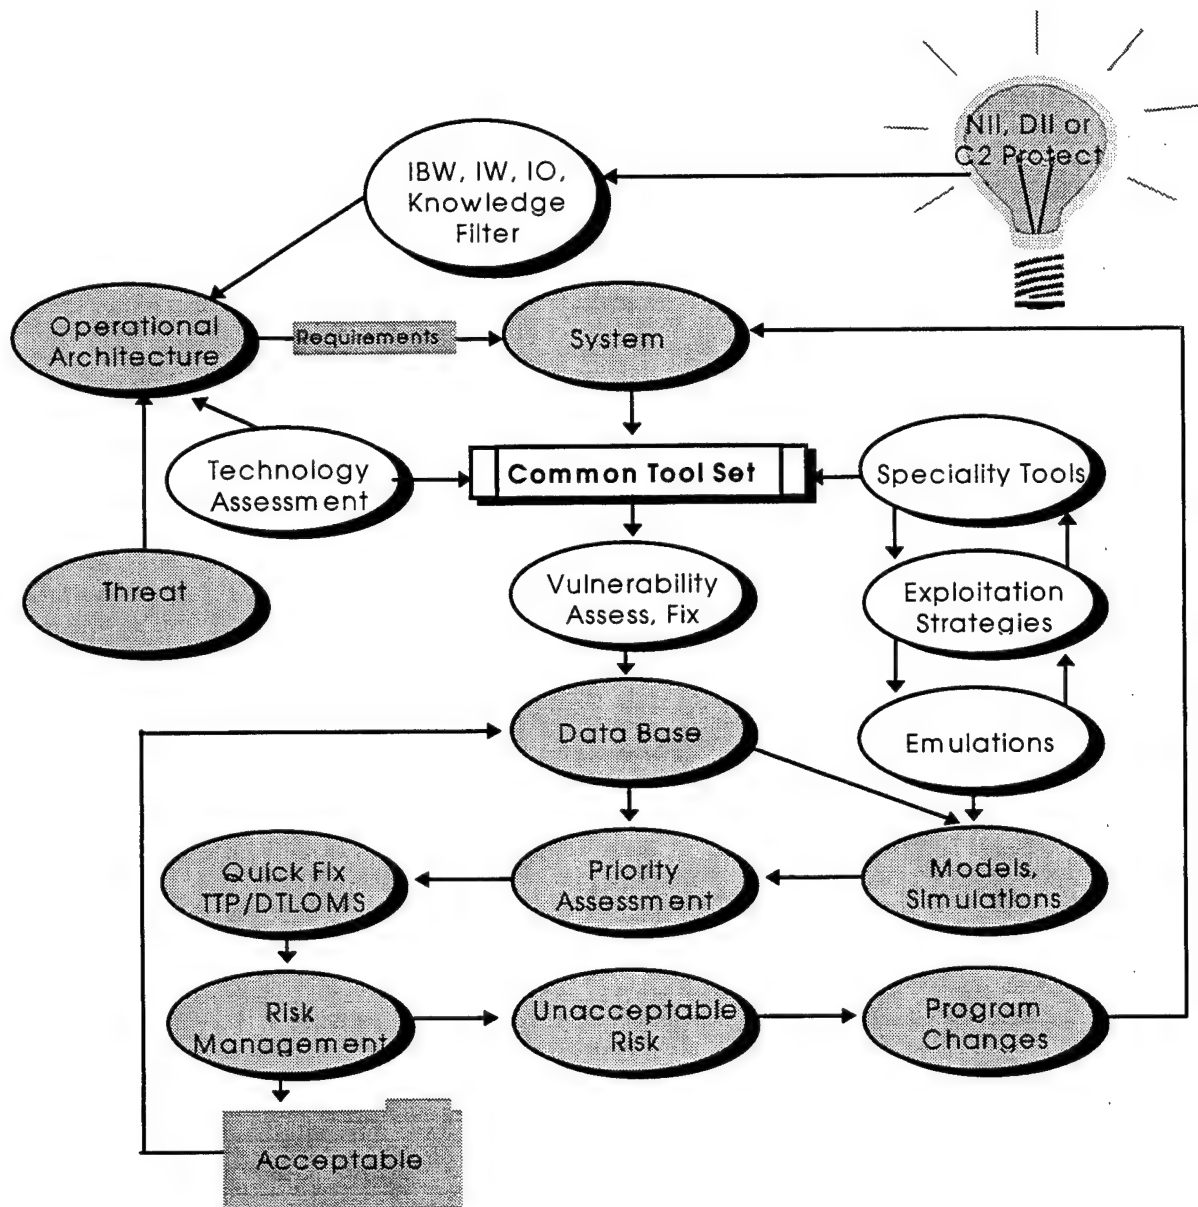 NII, DII or
C2 Protect
IBW, IW, IO,
Knowledge
Filter
Operational
Architecture
Requirements
System
Technology
Assessment
Common Tool Set
Speciality Tools
Threat
Vulnerability
Assess, Fix
Exploitation
Strategies
Data Base
Emulations
Quick Fix
TTP/DTLOMS
Priority
Assessment
Models,
Simulations
Risk
Management
Unacceptable
Risk
Program
Changes
Acceptable